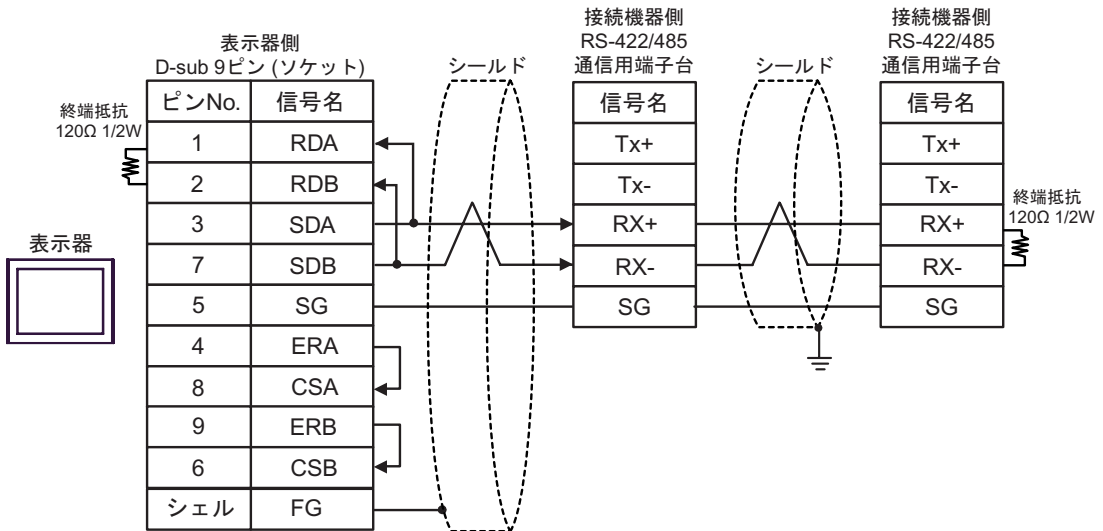 表示器側
D-sub 9ピン (ソケット)
シールド
接続機器側
RS-422/485
通信用端子台
シールド
接続機器側
RS-422/485
通信用端子台
終端抵抗
120Ω 1/2W
ピンNo. 信号名
1 RDA
2 RDB
3 SDA
7 SDB
5 SG
4 ERA
8 CSA
9 ERB
6 CSB
シェル FG
表示器
信号名
Tx+
Tx-
RX+
RX-
SG
信号名
Tx+
Tx-
RX+
RX-
SG
終端抵抗
120Ω 1/2W